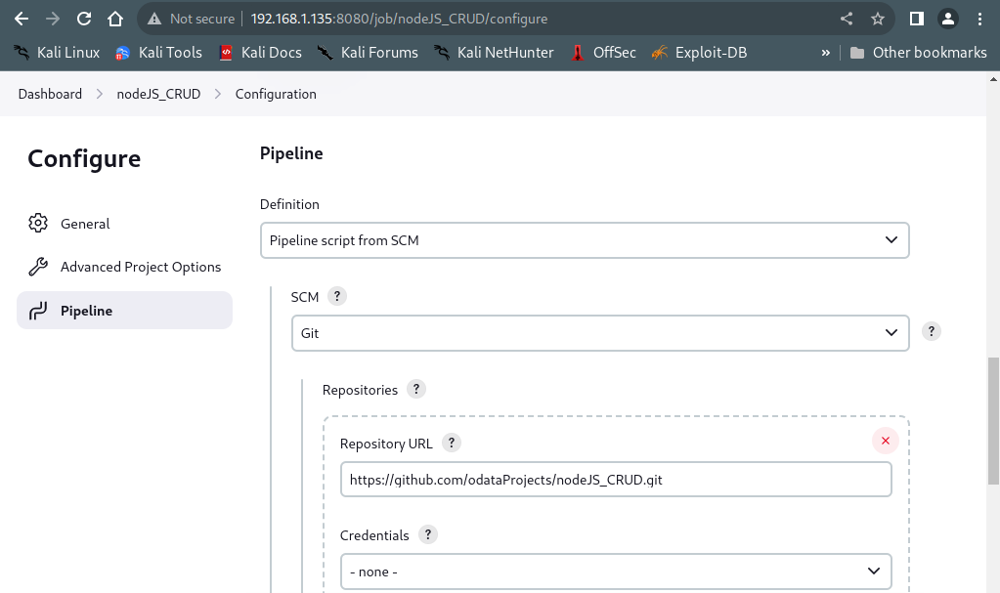 Not secure 192.168.1.135:8080/job/nodeJS_CRUD/configure
Kali Linux Kali Tools Kali Docs Kali Forums Kali NetHunter OffSec Exploit-DB » Other bookmarks
Dashboard > nodeJS_CRUD > Configuration
Configure
General
Advanced Project Options
Pipeline
Pipeline
Definition
Pipeline script from SCM
SCM ?
Git
?
Repositories ?
Repository URL ?
https://github.com/odataProjects/nodeJS_CRUD.git
Credentials ?
- none -